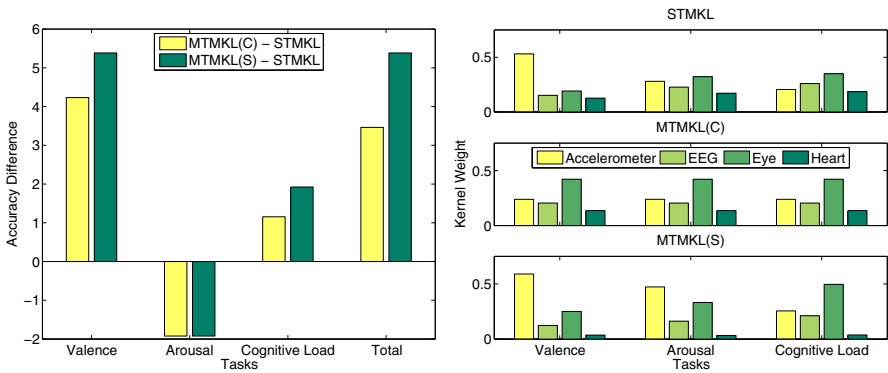 6
5
4
3
2
1
0
−1
−2
Accuracy Difference
MTMKL(C) − STMKL
MTMKL(S) − STMKL
Valence Arousal Cognitive Load Total
Tasks
STMKL
0.5
0
MTMKL(C)
Accelerometer EEG Eye Heart
0.5
0
Kernel Weight
MTMKL(S)
0.5
0
Valence Arousal Cognitive Load
Tasks